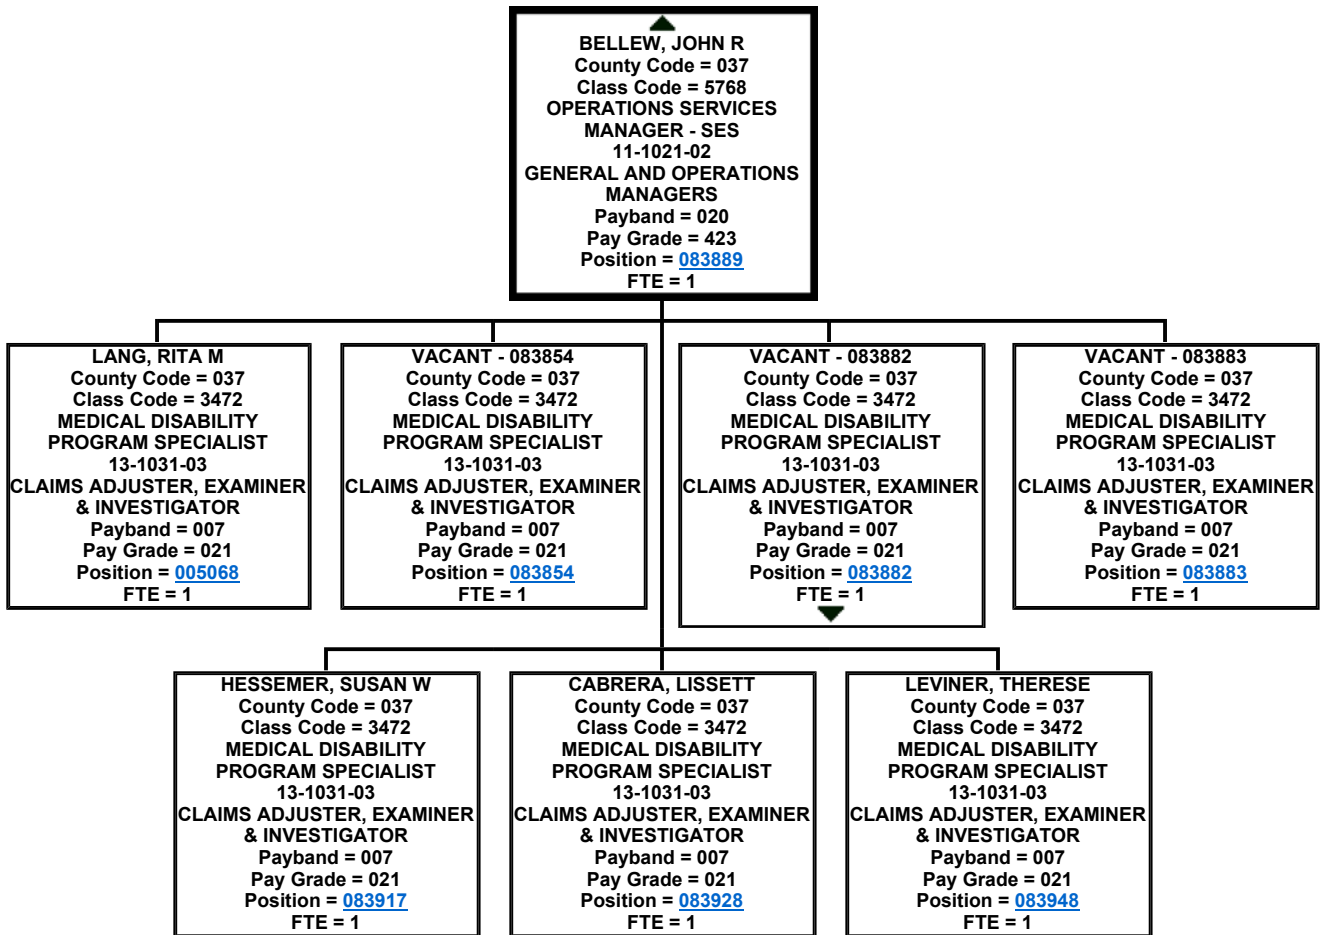 BELLEW, JOHN R
County Code = 037
Class Code = 5768
OPERATIONS SERVICES
MANAGER - SES
11-1021-02
GENERAL AND OPERATIONS
MANAGERS
Payband = 020
Pay Grade = 423
Position = 083889
FTE = 1
LANG, RITA M
County Code = 037
Class Code = 3472
MEDICAL DISABILITY
PROGRAM SPECIALIST
13-1031-03
CLAIMS ADJUSTER, EXAMINER
& INVESTIGATOR
Payband = 007
Pay Grade = 021
Position = 005068
FTE = 1
VACANT - 083854
County Code = 037
Class Code = 3472
MEDICAL DISABILITY
PROGRAM SPECIALIST
13-1031-03
CLAIMS ADJUSTER, EXAMINER
& INVESTIGATOR
Payband = 007
Pay Grade = 021
Position = 083854
FTE = 1
VACANT - 083882
County Code = 037
Class Code = 3472
MEDICAL DISABILITY
PROGRAM SPECIALIST
13-1031-03
CLAIMS ADJUSTER, EXAMINER
& INVESTIGATOR
Payband = 007
Pay Grade = 021
Position = 083882
FTE = 1
VACANT - 083883
County Code = 037
Class Code = 3472
MEDICAL DISABILITY
PROGRAM SPECIALIST
13-1031-03
CLAIMS ADJUSTER, EXAMINER
& INVESTIGATOR
Payband = 007
Pay Grade = 021
Position = 083883
FTE = 1
HESSEMER, SUSAN W
County Code = 037
Class Code = 3472
MEDICAL DISABILITY
PROGRAM SPECIALIST
13-1031-03
CLAIMS ADJUSTER, EXAMINER
& INVESTIGATOR
Payband = 007
Pay Grade = 021
Position = 083917
FTE = 1
CABRERA, LISSETT
County Code = 037
Class Code = 3472
MEDICAL DISABILITY
PROGRAM SPECIALIST
13-1031-03
CLAIMS ADJUSTER, EXAMINER
& INVESTIGATOR
Payband = 007
Pay Grade = 021
Position = 083928
FTE = 1
LEVINER, THERESE
County Code = 037
Class Code = 3472
MEDICAL DISABILITY
PROGRAM SPECIALIST
13-1031-03
CLAIMS ADJUSTER, EXAMINER
& INVESTIGATOR
Payband = 007
Pay Grade = 021
Position = 083948
FTE = 1